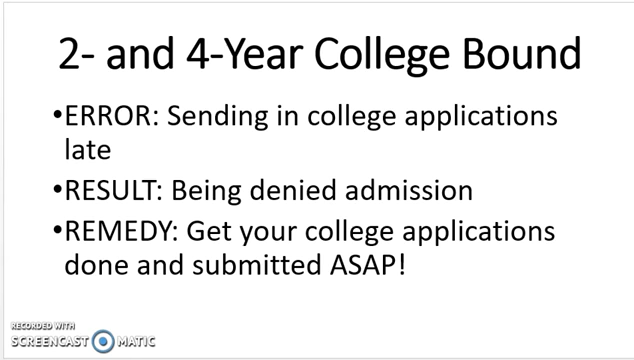 2- and 4-Year College Bound
•ERROR: Sending in college applications
late
•RESULT: Being denied admission
•REMEDY: Get your college applications
done and submitted ASAP!
RECORDED WITH
SCREENCAST MATIC